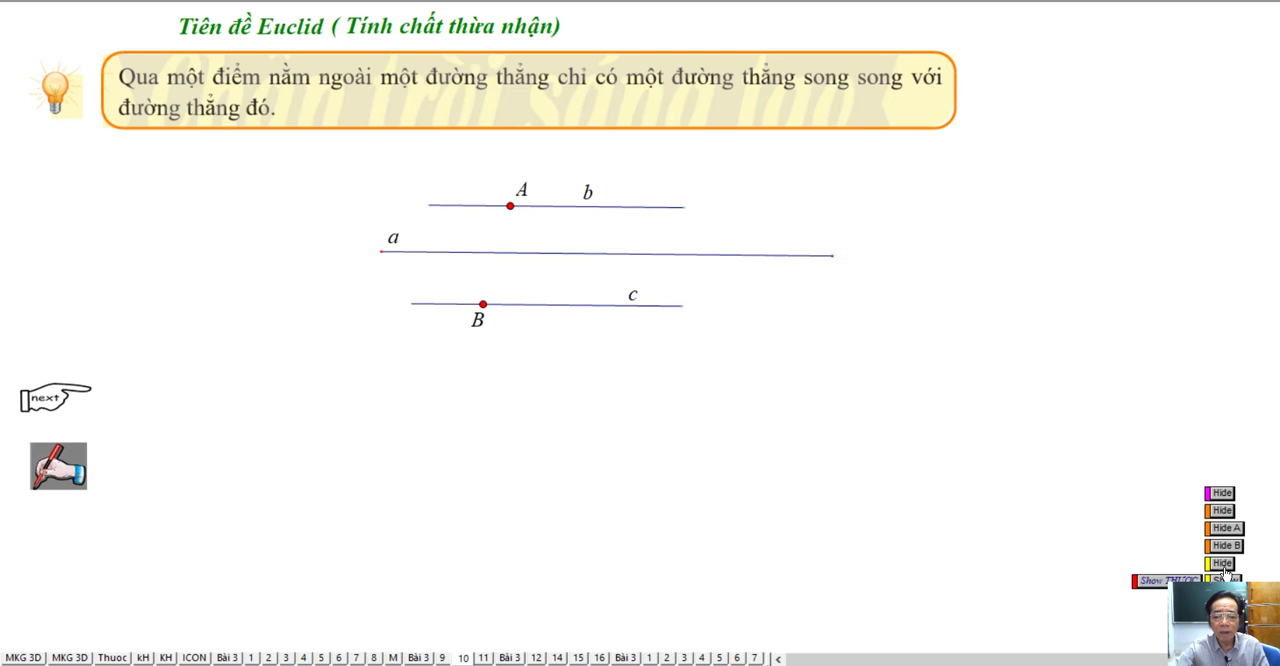 Tiên đề Euclid ( Tính chất thừa nhận)
Qua một điểm nằm ngoài một đường thẳng chỉ có một đường thẳng song song với
đường thẳng đó.
A
b
a
c
B
next
Hide
Hide
Hide A
Hide B
Hide
Show THƯỚC
MKG 3D MKG 3D Thuoc kH KH ICON Bài 3 1 2 3 4 5 6 7 8 M Bài 3 9 10 11 Bài 3 12 14 15 16 Bài 3 1 2 3 4 5 6 7